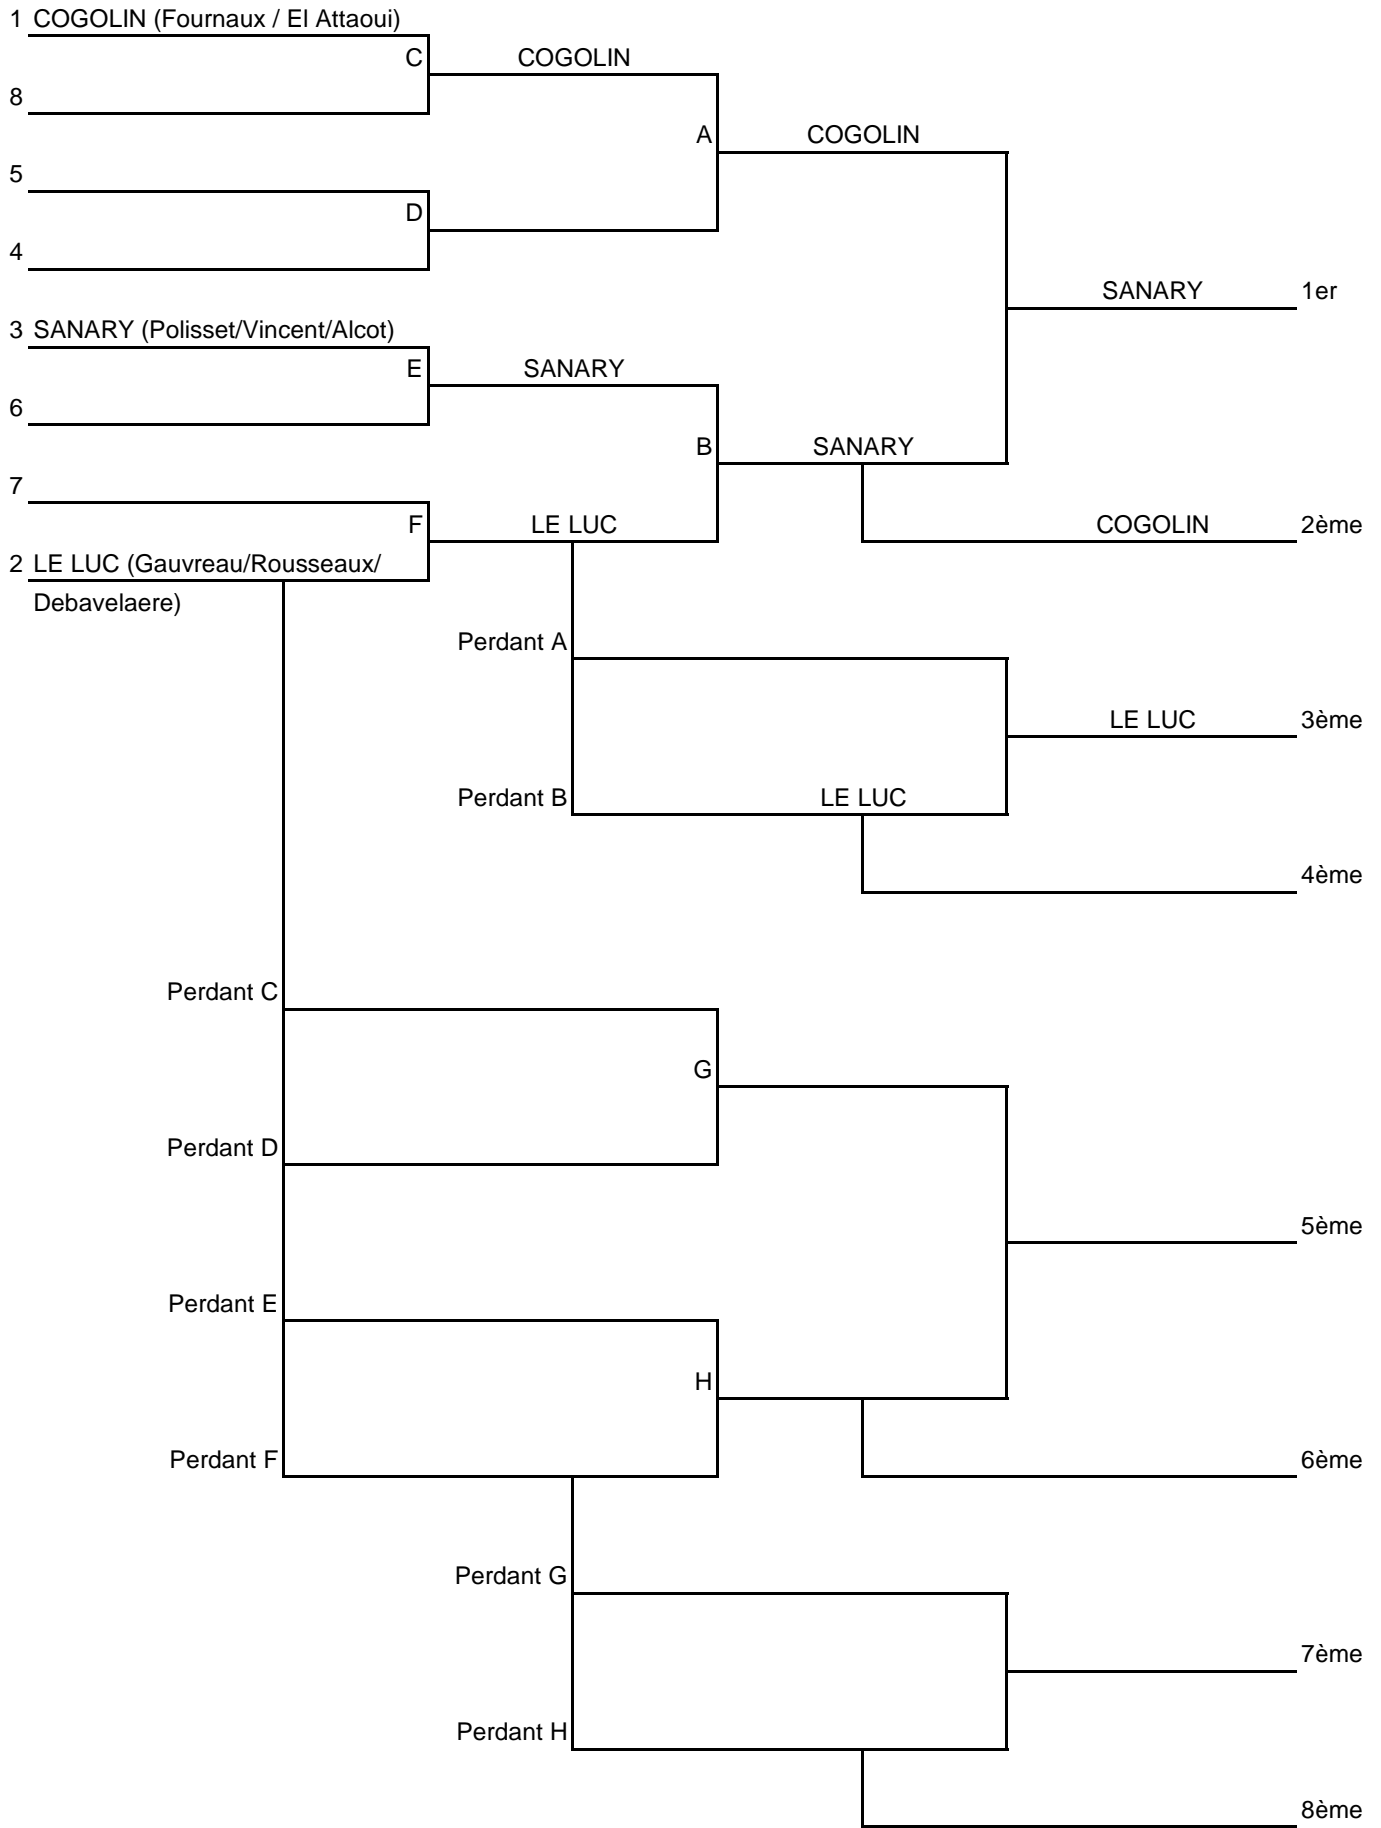 1 COGOLIN (Fournaux / El Attaoui)
C COGOLIN
8
A COGOLIN
5
D
4
SANARY 1er
3 SANARY (Polisset/Vincent/Alcot)
E SANARY
6
B SANARY
7
F LE LUC COGOLIN 2ème
2 LE LUC (Gauvreau/Rousseaux/
Debavelaere)
Perdant A
LE LUC 3ème
Perdant B LE LUC
4ème
Perdant C
G
Perdant D
5ème
Perdant E
H
Perdant F 6ème
Perdant G
7ème
Perdant H
8ème